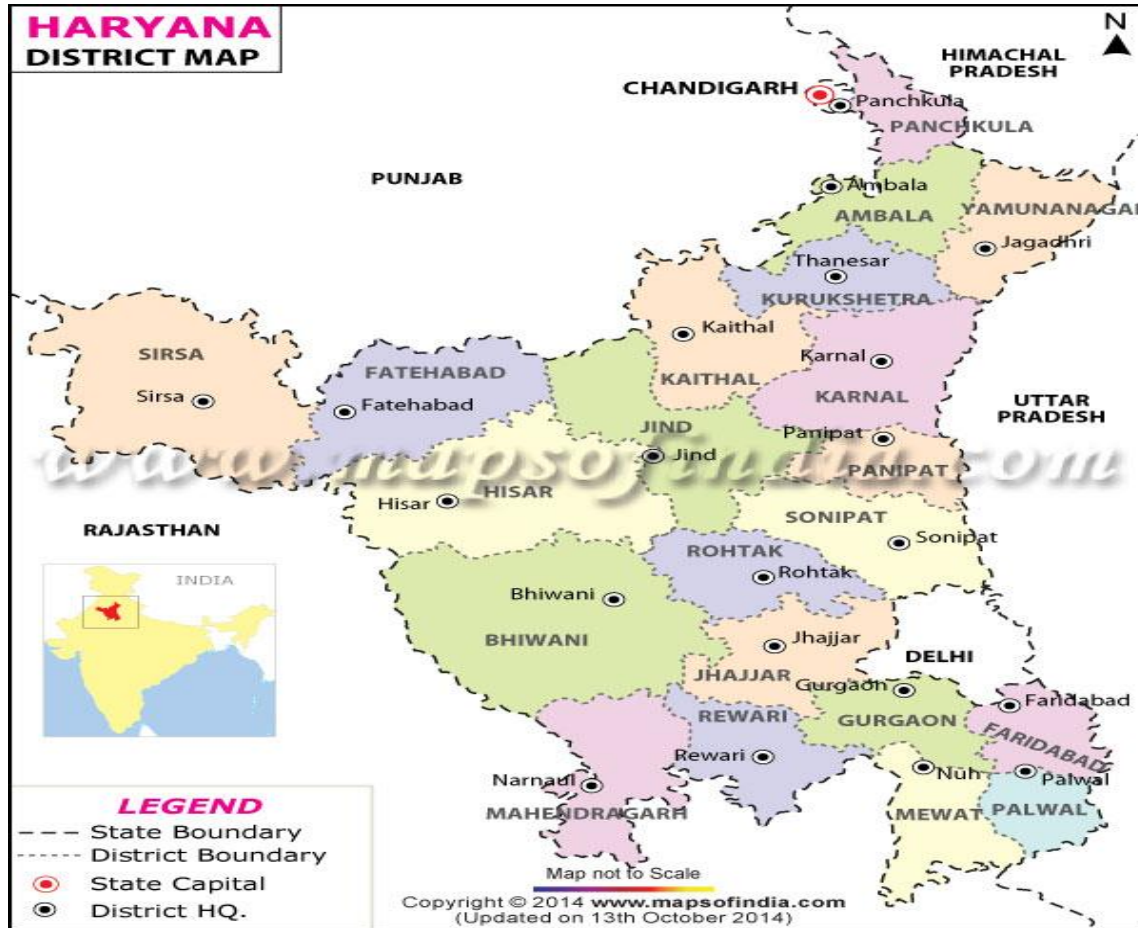 HARYANA
DISTRICT MAP
N
HIMACHAL
PRADESH
CHANDIGARH
Panchkula
PANCHKULA
PUNJAB
Ambala
AMBALA
YAMUNANAGAR
Jagadhri
Thanesar
KURUKSHETRA
Kaithal
KAITHAL
Karnal
KARNAL
SIRSA
Sirsa
FATEHABAD
Fatehabad
UTTAR
PRADESH
JIND
Jind
Panipat
PANIPAT
www.mapsofindia.com
HISAR
Hisar
SONIPAT
Sonipat
RAJASTHAN
ROHTAK
Rohtak
INDIA
Bhiwani
BHIWANI
Jhajjar
JHAJJAR
DELHI
Gurgaon
GURGAON
Faridabad
FARIDABAD
REWARI
Rewari
Nuh
MEWAT
Palwal
PALWAL
Narnaul
MAHENDRAGARH
LEGEND
State Boundary
District Boundary
State Capital
District HQ.
Map not to Scale
Copyright © 2014 www.mapsofindia.com
(Updated on 13th October 2014)